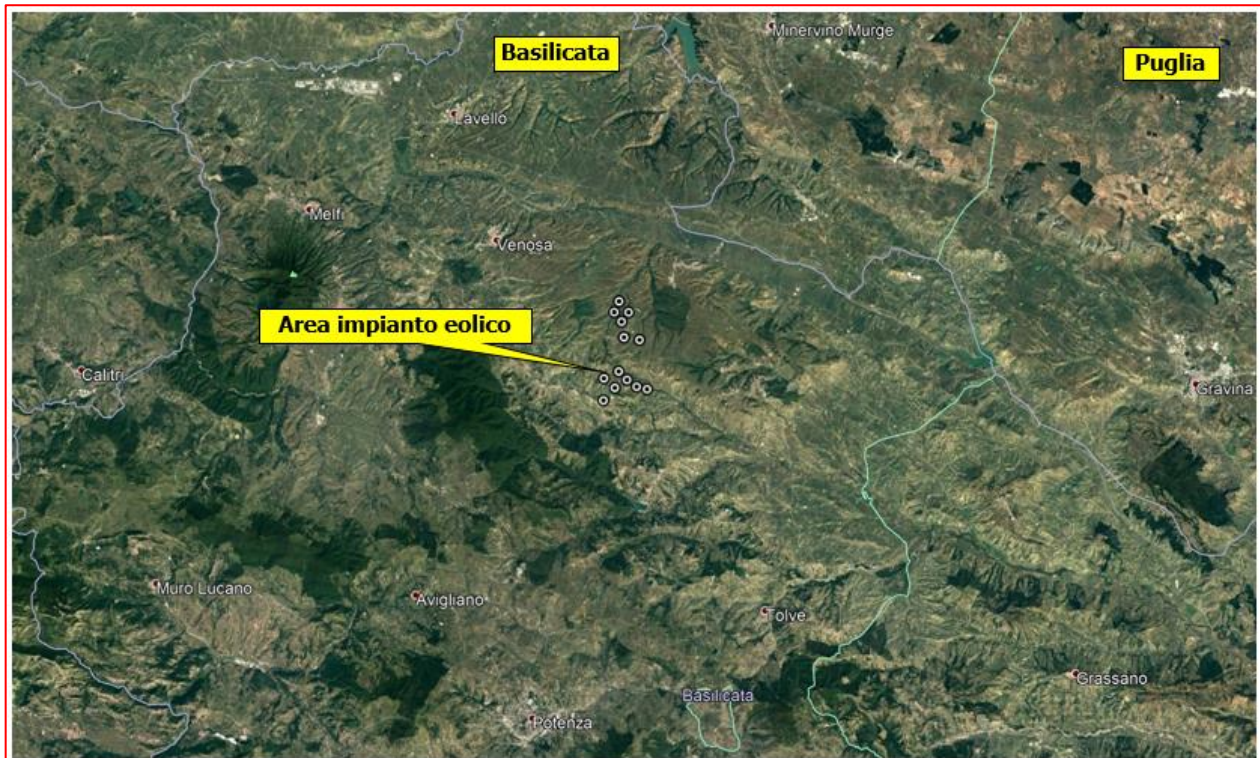 Minervino Murge
Basilicata
Puglia
Lavello
Melfi
Venosa
Area impianto eolico
Calitri
Gravina
Muro Lucano
Avigliano
Tolve
Grassano
Basilicata
Potenza